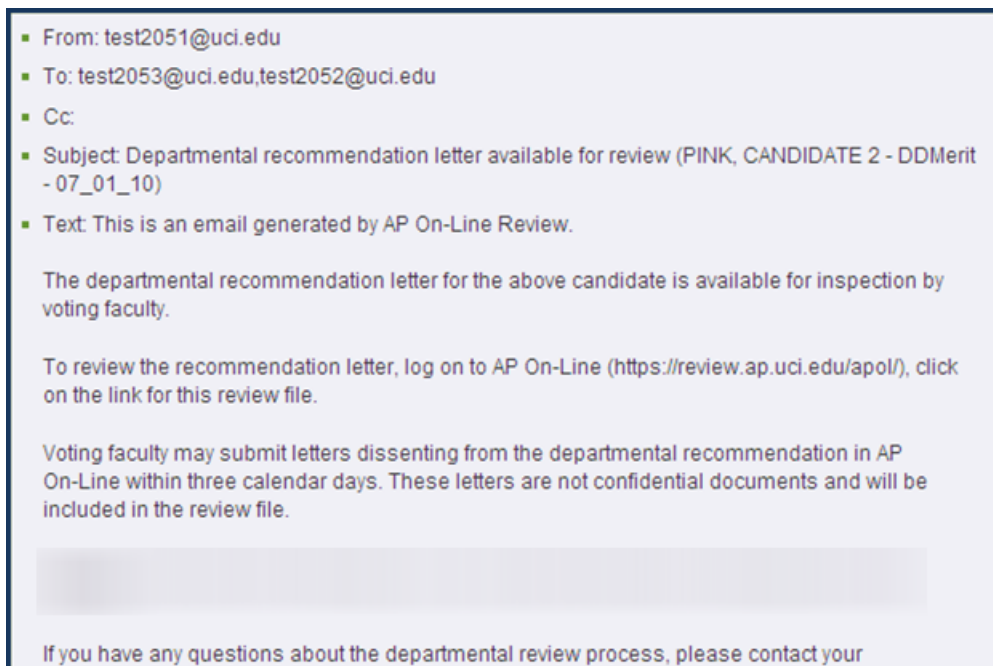 From: test2051@uci.edu
To: test2053@uci.edu,test2052@uci.edu
Cc:
Subject: Departmental recommendation letter available for review (PINK, CANDIDATE 2 - DDMerit
- 07_01_10)
Text: This is an email generated by AP On-Line Review.
The departmental recommendation letter for the above candidate is available for inspection by
voting faculty.
To review the recommendation letter, log on to AP On-Line (https://review.ap.uci.edu/apol/), click
on the link for this review file.
Voting faculty may submit letters dissenting from the departmental recommendation in AP
On-Line within three calendar days. These letters are not confidential documents and will be
included in the review file.
If you have any questions about the departmental review process, please contact your